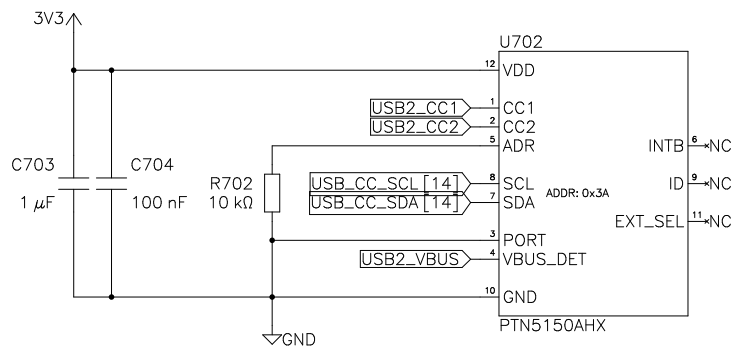 3V3
U702
12 VDD
USB2_CC1 1 CC1
USB2_CC2 2 CC2
5 ADR
INTB 6 NC
C703
C704
R702
1 μF
100 nF
10 kΩ
USB_CC_SCL [14] 8 SCL
ADDR: 0x3A
ID 9 NC
USB_CC_SDA [14] 7 SDA
EXT_SEL 11 NC
3 PORT
USB2_VBUS 4 VBUS_DET
10 GND
GND
PTN5150AHX